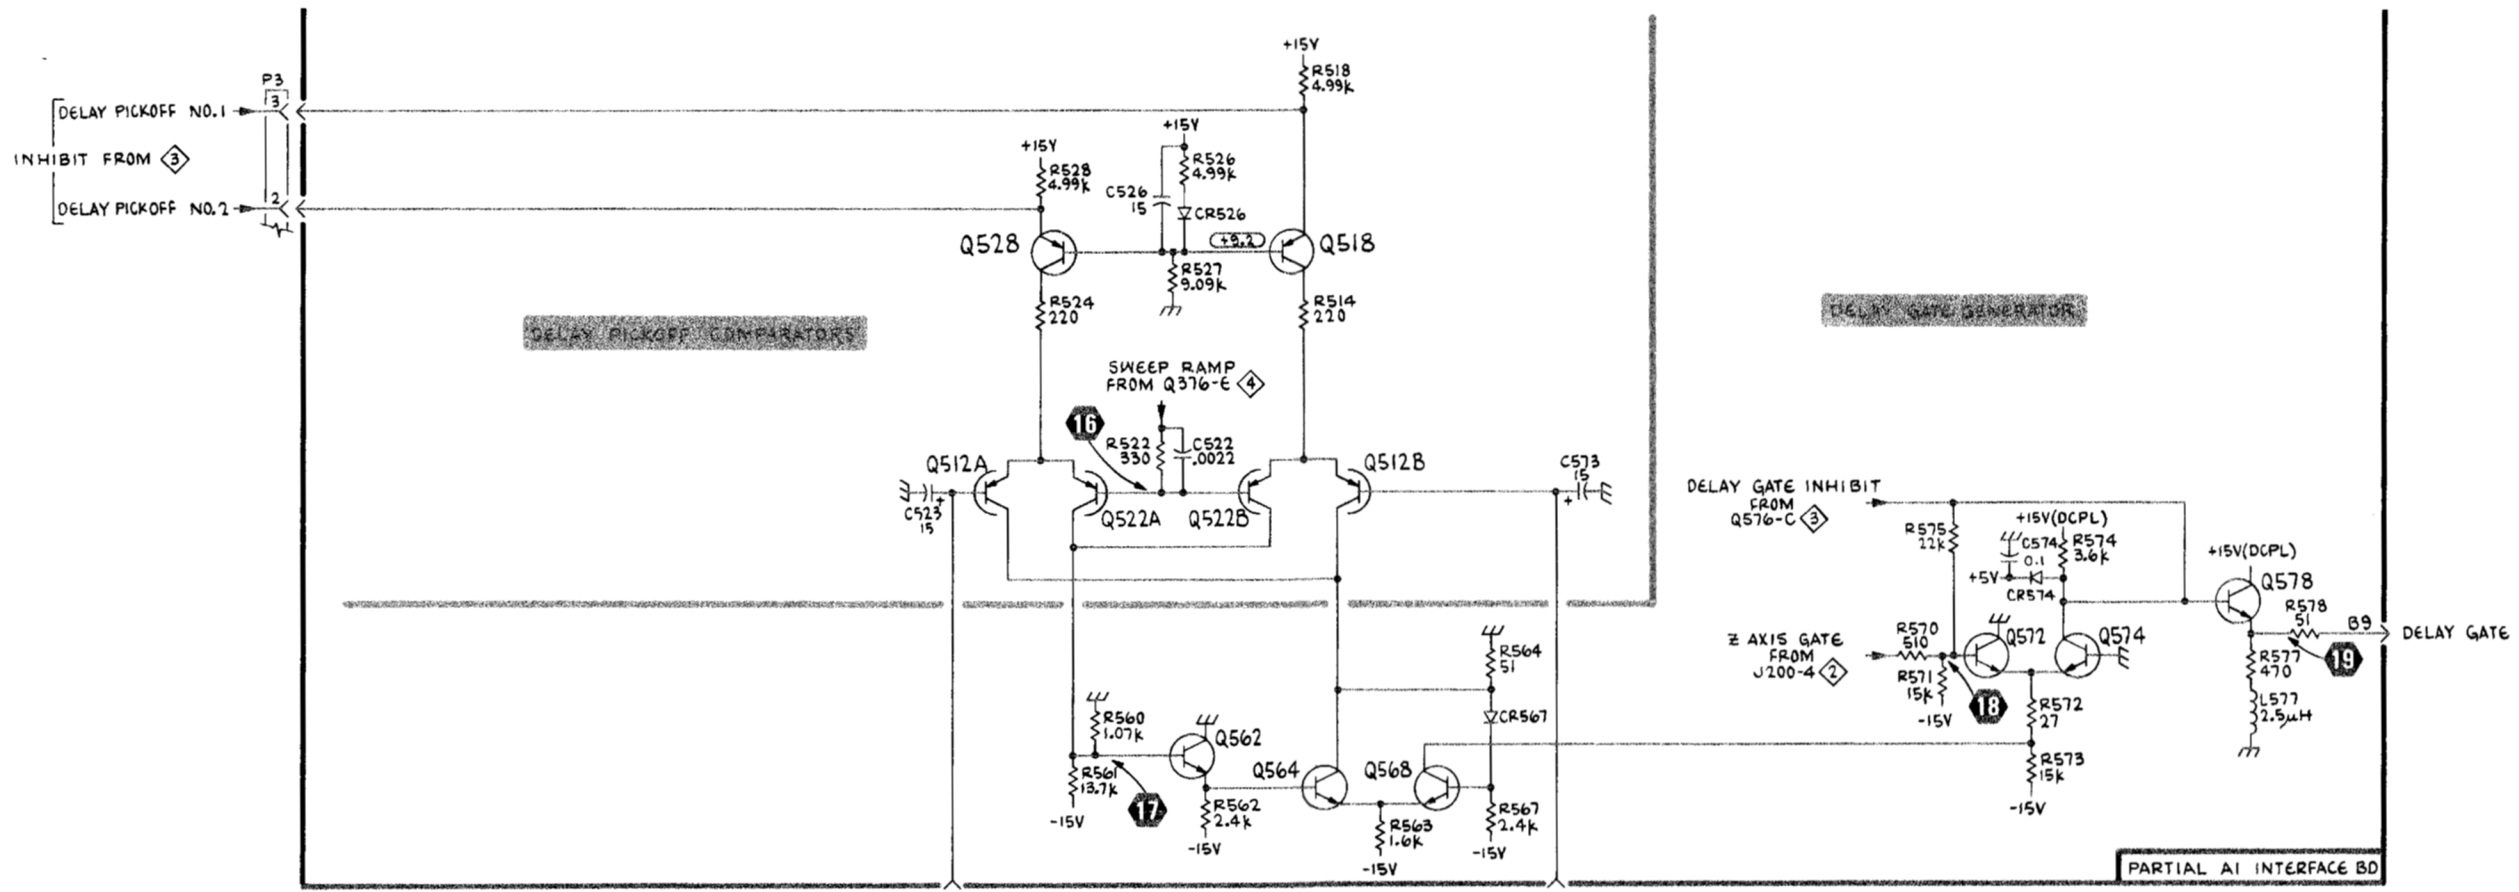 +15V
R518
4.99K
P3
3
DELAY PICKOFF NO.1
INHIBIT FROM 3
2
DELAY PICKOFF NO.2
+15V
R528
4.99K
+15V
R526
4.99K
C526
15
CR526
Q528
+9.2
Q518
R527
9.09K
R524
220
R514
220
DELAY PICKOFF COMPARATORS
DELAY GATE GENERATOR
SWEEP RAMP
FROM Q376-E 4
16
R522
330
C522
.0022
Q512A
Q512B
C523
15
+
Q522A
Q522B
C573
15
+
DELAY GATE INHIBIT
FROM
Q576-C 3
R575
22K
+15V(DCPL)
C574
0.1
R574
3.6K
+5V
CR574
+15V(DCPL)
Q578
R578
51
B9
DELAY GATE
Z AXIS GATE
FROM
J200-4 2
R570
510
Q572
Q574
R571
15K
-15V
18
R572
27
R577
470
19
L577
2.5µH
R573
15K
-15V
R564
51
CR567
R560
1.07K
Q562
R561
13.7K
-15V
17
R562
2.4K
-15V
Q564
Q568
R563
1.6K
-15V
R567
2.4K
-15V
PARTIAL A1 INTERFACE BD